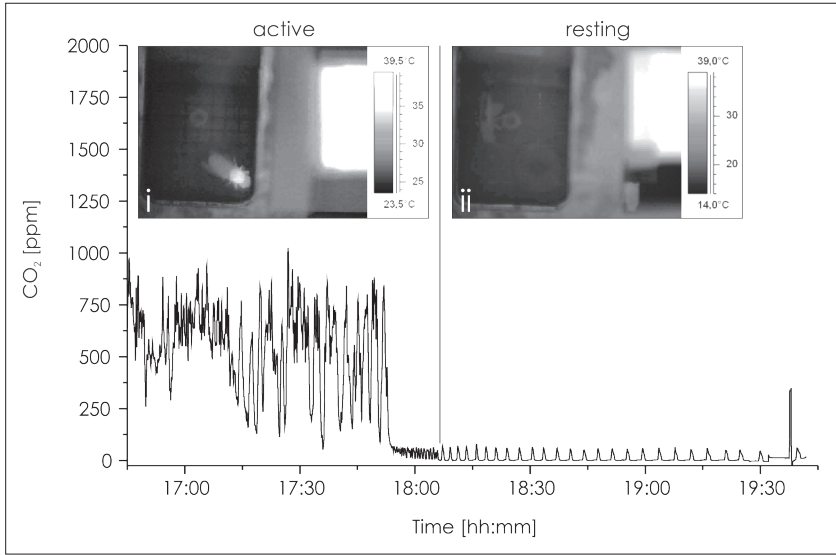 active resting
2000
1750
1500
1250
1000
750
500
250
0
CO₂ [ppm]
39,5°C
35
30
25
23,5°C
i
39,0°C
30
20
14,0°C
ii
17:00 17:30 18:00 18:30 19:00 19:30
Time [hh:mm]